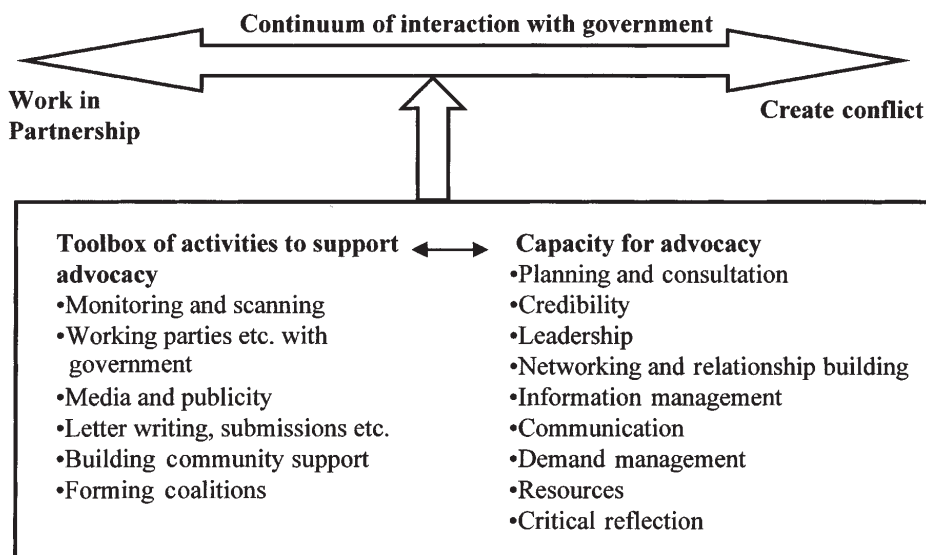 Continuum of interaction with government
Work in
Partnership
Create conflict
Toolbox of activities to support
advocacy
•Monitoring and scanning
•Working parties etc. with
government
•Media and publicity
•Letter writing, submissions etc.
•Building community support
•Forming coalitions
Capacity for advocacy
•Planning and consultation
•Credibility
•Leadership
•Networking and relationship building
•Information management
•Communication
•Demand management
•Resources
•Critical reflection